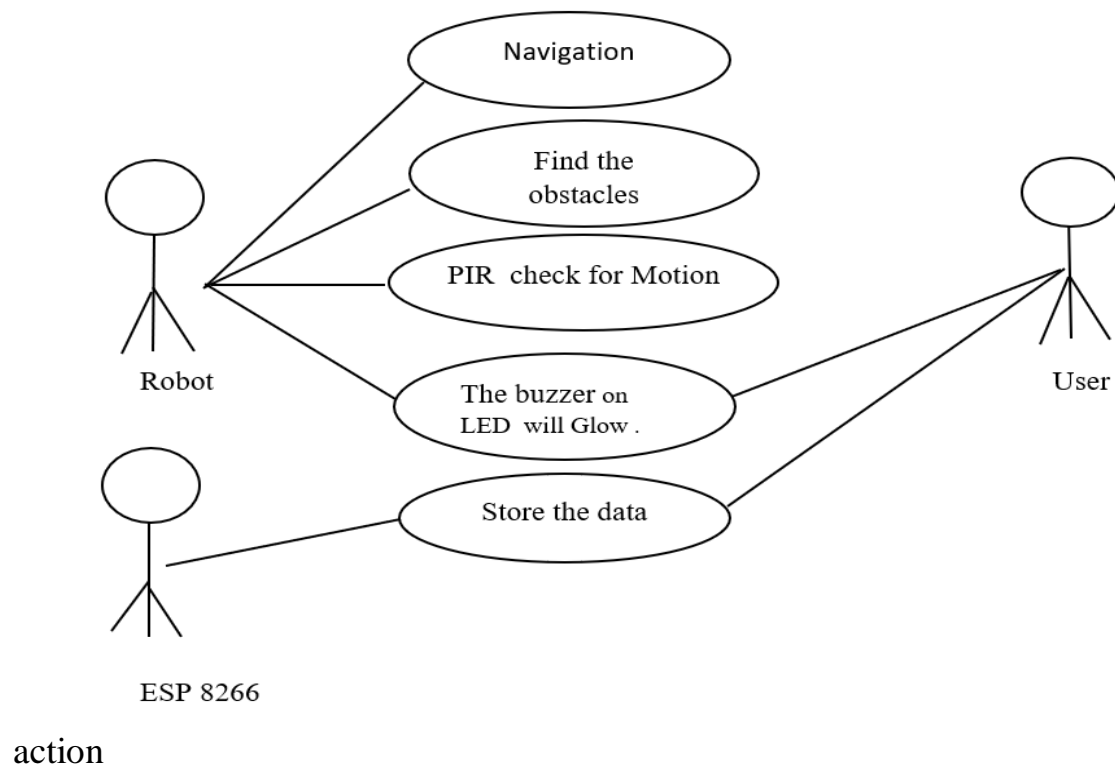 Navigation
Find the
obstacles
PIR check for Motion
Robot
User
The buzzer on
LED will Glow .
Store the data
ESP 8266
action